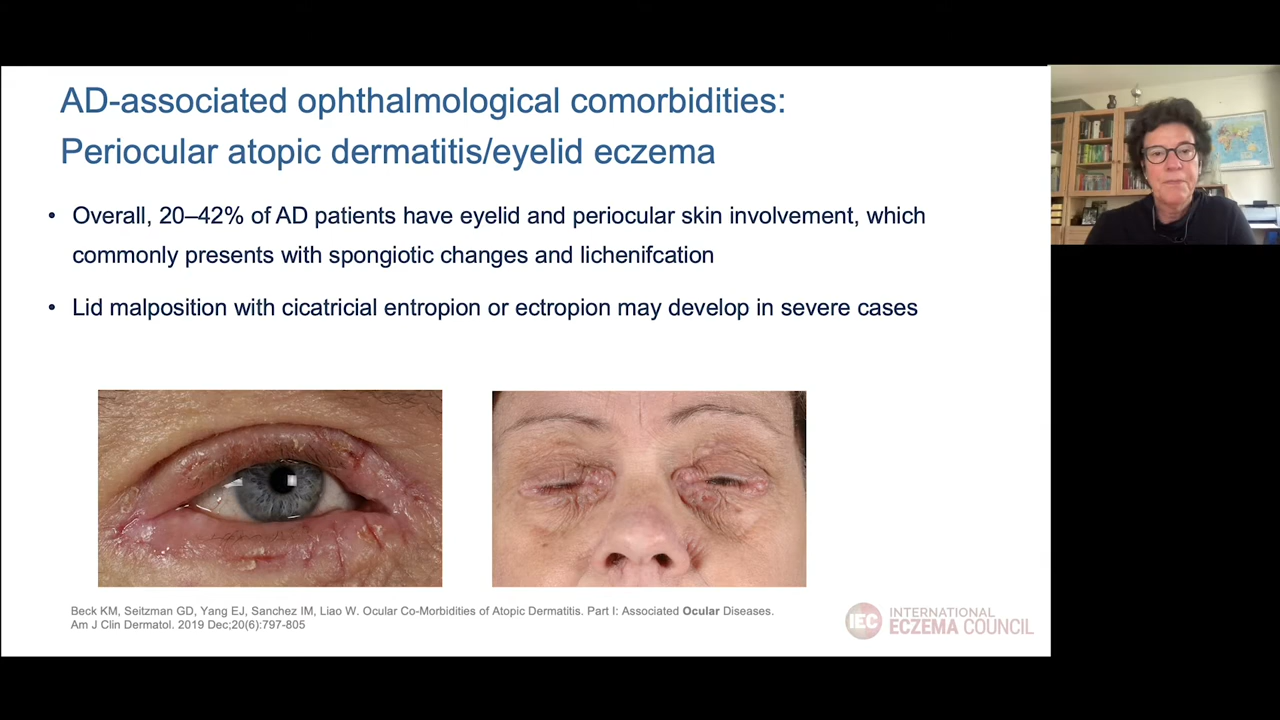 AD-associated ophthalmological comorbidities:
Periocular atopic dermatitis/eyelid eczema
• Overall, 20–42% of AD patients have eyelid and periocular skin involvement, which
commonly presents with spongiotic changes and lichenifcation
• Lid malposition with cicatricial entropion or ectropion may develop in severe cases
Beck KM, Seitzman GD, Yang EJ, Sanchez IM, Liao W. Ocular Co-Morbidities of Atopic Dermatitis. Part I: Associated Ocular Diseases.
Am J Clin Dermatol. 2019 Dec;20(6):797-805
IEC
INTERNATIONAL
ECZEMA COUNCIL